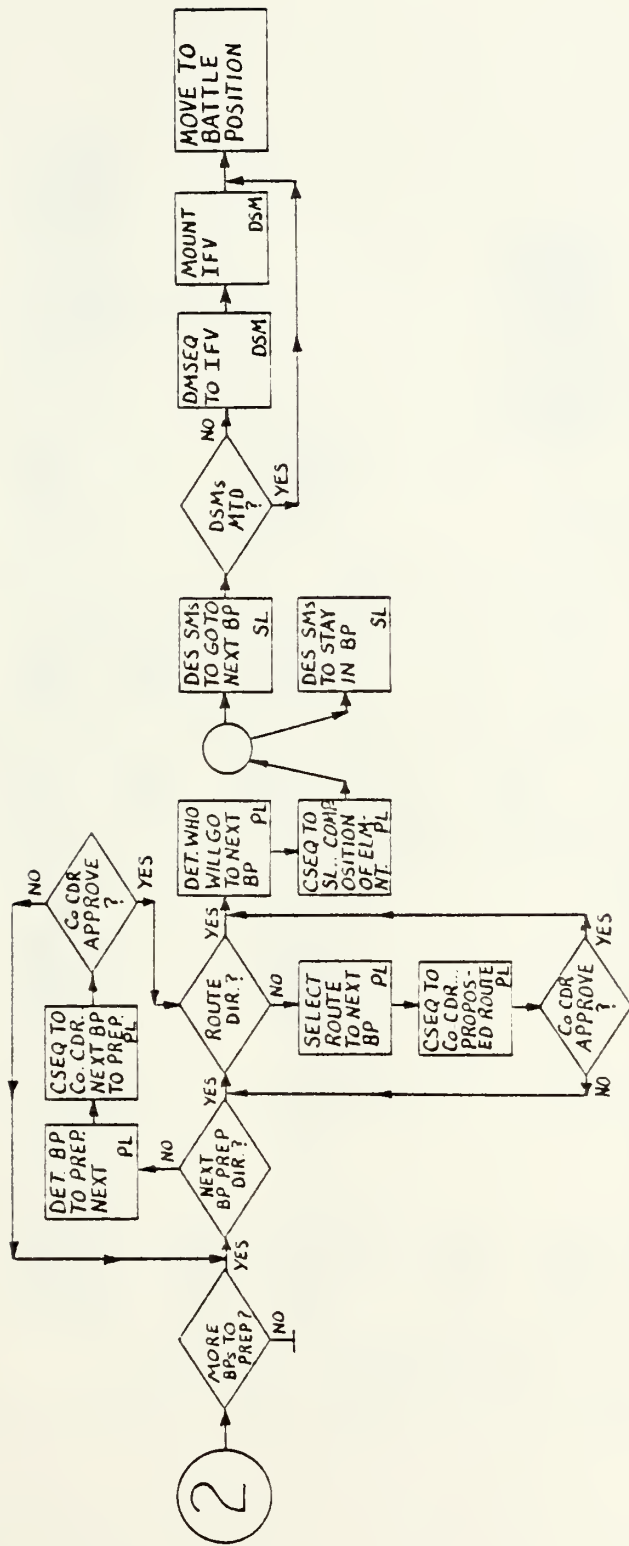 2
MORE
BPs TO
PREP?
NO
YES
NEXT
BP PREP
DIR.?
NO
YES
DET. BP
TO PREP.
NEXT
PL
CSEQ TO
Co. CDR.
NEXT BP
TO PREP.
PL
Co CDR
APPROVE
?
NO
YES
ROUTE
DIR.?
YES
NO
SELECT
ROUTE
TO NEXT
BP
PL
CSEQ TO
Co CDR...
PROPOS-
ED ROUTE
PL
Co CDR
APPROVE
?
YES
NO
DET. WHO
WILL GO
TO NEXT
BP
PL
CSEQ TO
SL... COMP
OSITION
OF ELM-
NT.
PL
DES SMs
TO GO TO
NEXT BP
SL
DES SMs
TO STAY
IN BP
SL
DSMs
MTD
?
NO
YES
DMSEQ
TO IFV
DSM
MOUNT
IFV
DSM
MOVE TO
BATTLE
POSITION